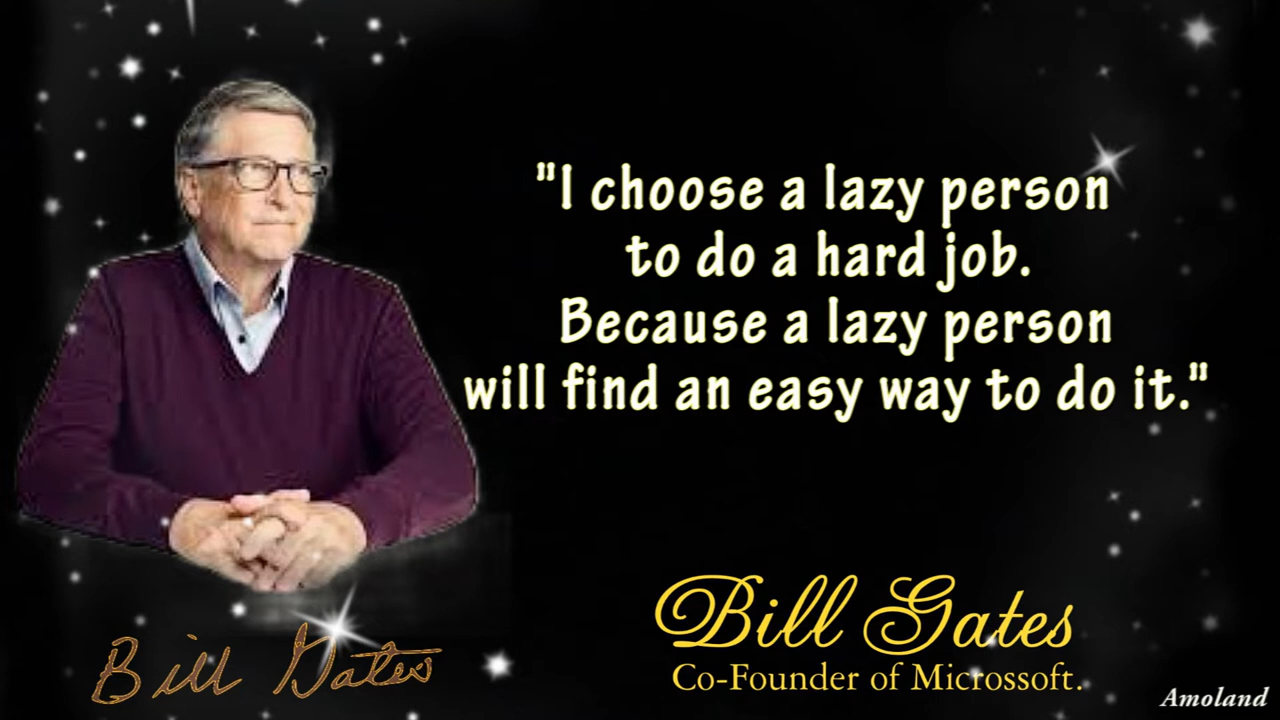 "I choose a lazy person
to do a hard job.
Because a lazy person
will find an easy way to do it."
Bill Gates
Bill Gates
Co-Founder of Microssoft.
Amoland